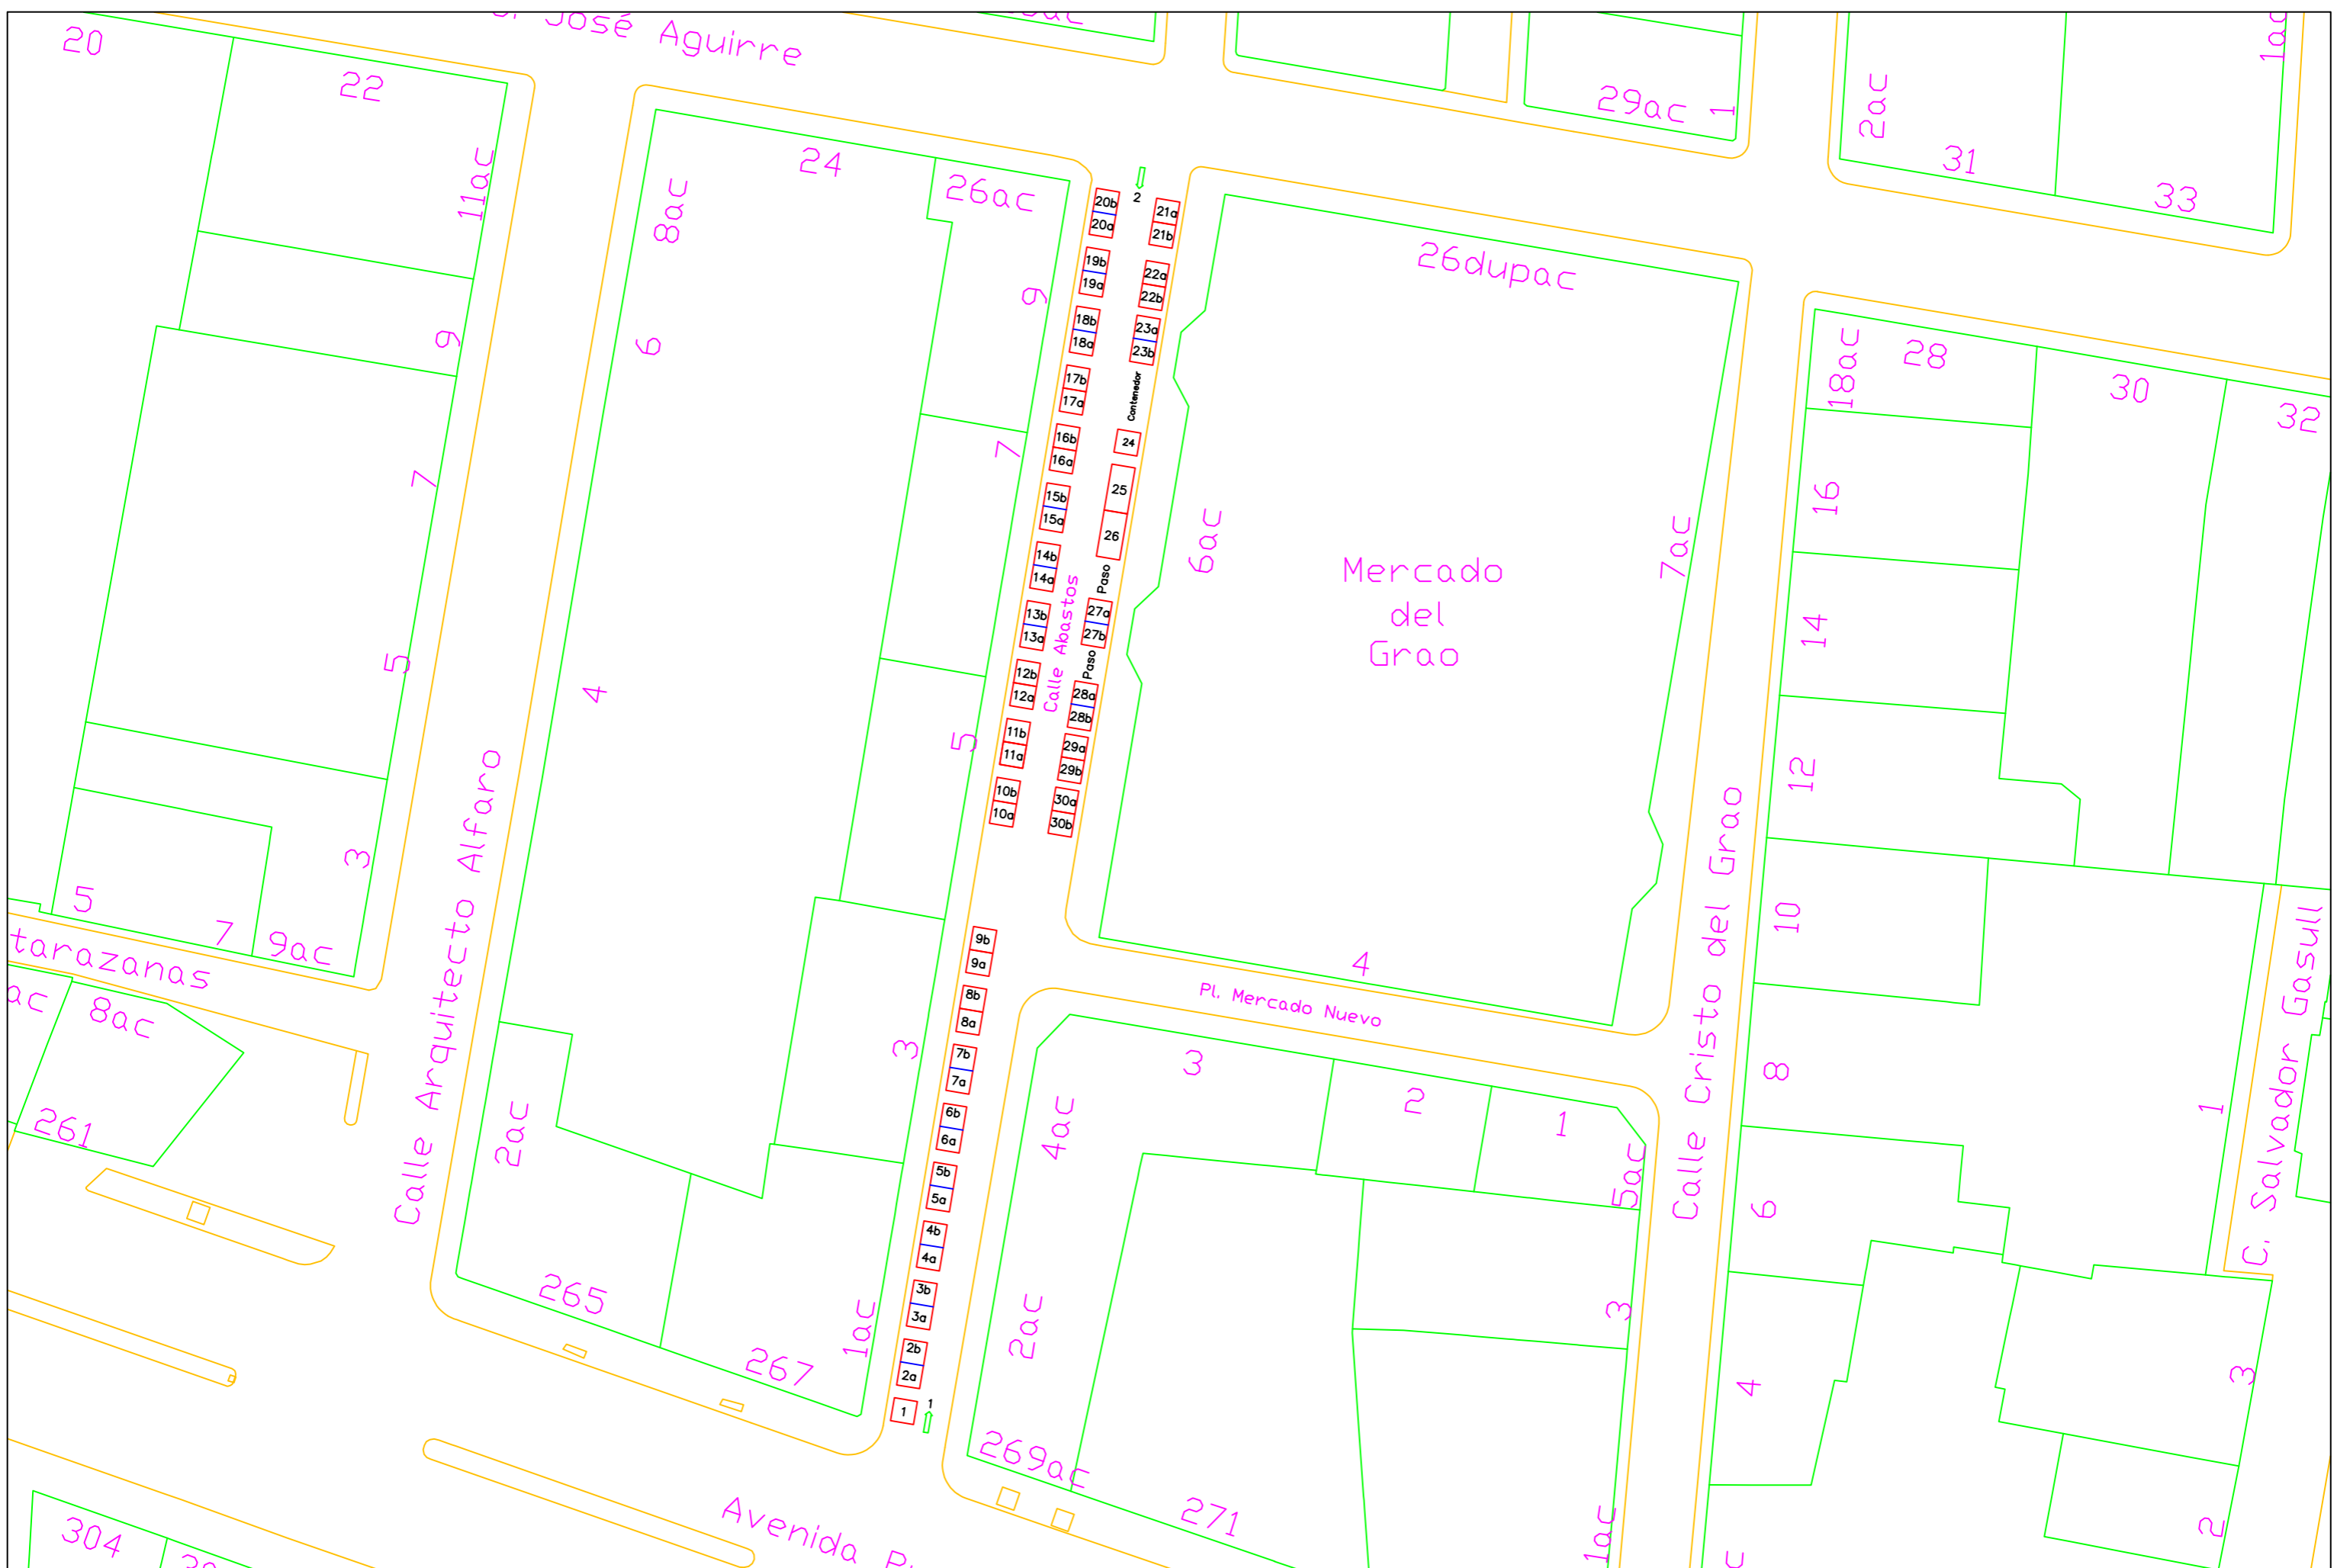 José Aguirre
20
22
11ac
9
7
5
3
5
7
9ac
tarazanas
ac
8ac
261
304
Calle Arquitecto Alfaro
24
26ac
8ac
6
4
2ac
265
267
1ac
9
7
5
3
29ac
1
2ac
31
33
1ac
2
20b
20a
19b
19a
18b
18a
17b
17a
16b
16a
15b
15a
14b
14a
13b
13a
12b
12a
11b
11a
10b
10a
9b
9a
8b
8a
7b
7a
6b
6a
5b
5a
4b
4a
3b
3a
2b
2a
1
1
21a
21b
22a
22b
23a
23b
Contenedor
24
25
26
Paso
27a
27b
Paso
28a
28b
29a
29b
30a
30b
Calle Abastos
26dupac
6ac
7ac
Mercado
del
Grao
4
Pl. Mercado Nuevo
3
2
1
4ac
5ac
2ac
3
269ac
271
1ac
Avenida
Calle Cristo del Grao
18ac
28
30
32
16
14
12
10
8
6
4
1
3
2
C. Salvador Gasull